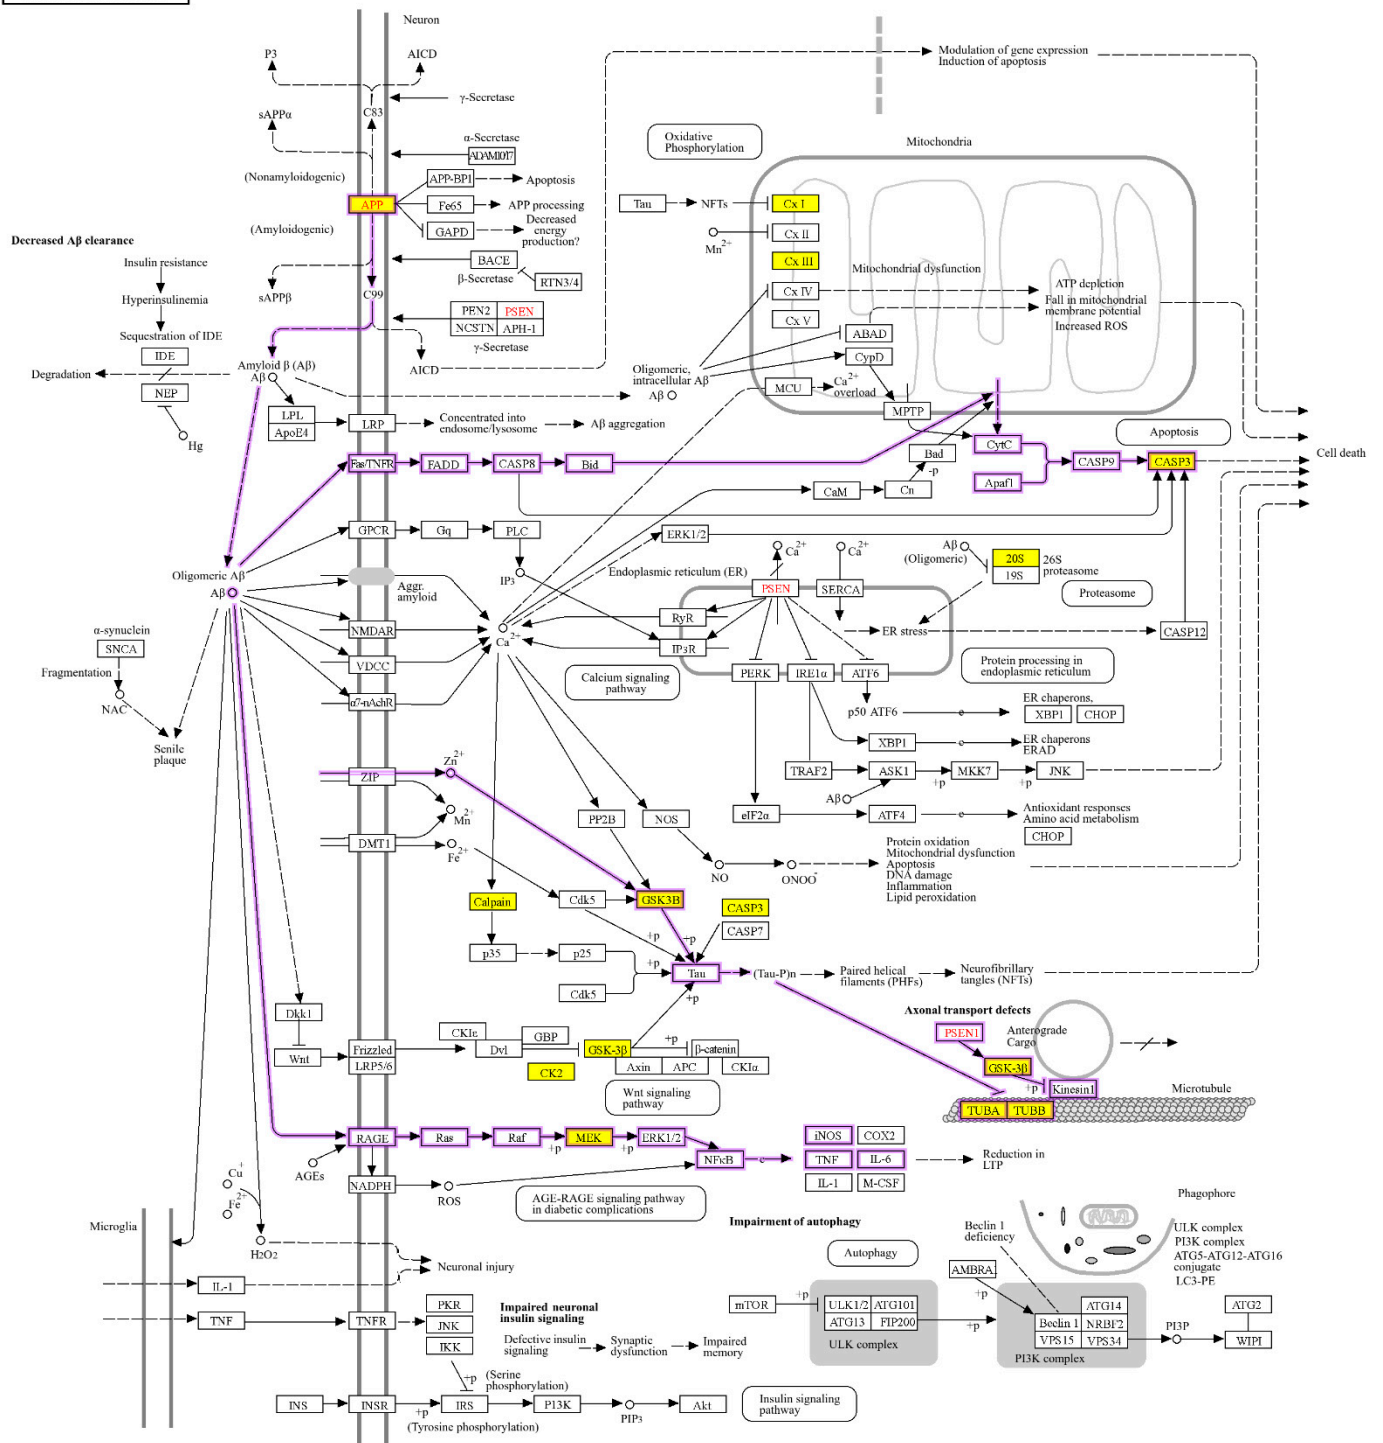 Neuron
P3
AICD
Modulation of gene expression
Induction of apoptosis
γ-Secretase
C83
sAPPα
α-Secretase
ADAM10/17
Oxidative
Phosphorylation
Mitochondria
(Nonamyloidogenic)
APP-BP1
Apoptosis
APP
Fe65
APP processing
Tau
NFTs
Cx I
(Amyloidogenic)
GAPD
Decreased
energy
production?
Mn2+
Cx II
Decreased Aβ clearance
BACE
β-Secretase
RTN3/4
Cx III
Mitochondrial dysfunction
Insulin resistance
Hyperinsulinemia
sAPPβ
C99
Cx IV
ATP depletion
Fall in mitochondrial
membrane potential
Increased ROS
PEN2
PSEN
NCSTN
APH-1
γ-Secretase
Cx V
ABAD
Sequestration of IDE
IDE
CypD
Degradation
NEP
Amyloid β (Aβ)
Aβ
AICD
Oligomeric,
intracellular Aβ
Aβ
MCU
Ca2+
overload
Hg
LPL
ApoE4
LRP
Concentrated into
endosome/lysosome
Aβ aggregation
MPTP
Apoptosis
Cell death
Fas/TNFR
FADD
CASP8
Bid
Bad
-p
CytC
CASP9
CASP3
CaM
Cn
Apaf1
GPCR
Gq
PLC
ERK1/2
Ca2+
Ca2+
Aβ
(Oligomeric)
20S
19S
26S
proteasome
Oligomeric Aβ
Aβ
Aggr.
amyloid
IP3
Endoplasmic reticulum (ER)
PSEN
SERCA
Proteasome
α-synuclein
SNCA
NMDAR
Ca2+
RyR
ER stress
CASP12
Fragmentation
VDCC
IP3R
NAC
α7-nAchR
Calcium signaling
pathway
PERK
IRE1α
ATF6
Protein processing in
endoplasmic reticulum
Senile
plaque
p50 ATF6
e
ER chaperons,
XBP1
CHOP
XBP1
e
ER chaperons
ERAD
ZIP
Zn2+
TRAF2
ASK1
+p
MKK7
+p
JNK
Aβ
Mn2+
PP2B
NOS
eIF2α
ATF4
e
Antioxidant responses
Amino acid metabolism
CHOP
DMT1
Fe2+
NO
ONOO-
Protein oxidation
Mitochondrial dysfunction
Apoptosis
DNA damage
Inflammation
Lipid peroxidation
Calpain
Cdk5
GSK3B
CASP3
CASP7
+p
+p
p35
p25
+p
Tau
(Tau-P)n
Paired helical
filaments (PHFs)
Neurofibrillary
tangles (NFTs)
Cdk5
+p
Dkk1
Axonal transport defects
PSEN1
Anterograde
Cargo
Wnt
Frizzled
LRP5/6
CKIε
Dvl
GBP
GSK-3β
+p
β-catenin
Axin
APC
CKIα
CK2
GSK-3β
+p
Kinesin1
Microtubule
TUBA
TUBB
Wnt signaling
pathway
RAGE
Ras
Raf
+p
MEK
+p
ERK1/2
iNOS
COX2
NFκB
e
TNF
IL-6
Reduction in
LTP
IL-1
M-CSF
AGEs
NADPH
ROS
AGE-RAGE signaling pathway
in diabetic complications
Cu+
Fe2+
Microglia
H2O2
Neuronal injury
IL-1
Impairment of autophagy
Autophagy
Beclin 1
deficiency
Phagophore
ULK complex
PI3K complex
ATG5-ATG12-ATG16
conjugate
LC3-PE
AMBRA1
+p
TNF
TNFR
PKR
JNK
IKK
Impaired neuronal
insulin signaling
Defective insulin
signaling
Synaptic
dysfunction
Impaired
memory
mTOR
+p
ULK1/2
ATG101
ATG13
FIP200
ULK complex
+p
ATG14
Beclin 1
NRBF2
VPS15
VPS34
PI3K complex
PI3P
ATG2
WIPI
+p
(Serine
phosphorylation)
INS
INSR
+p
IRS
P13K
PIP3
Akt
(Tyrosine phosphorylation)
Insulin signaling
pathway